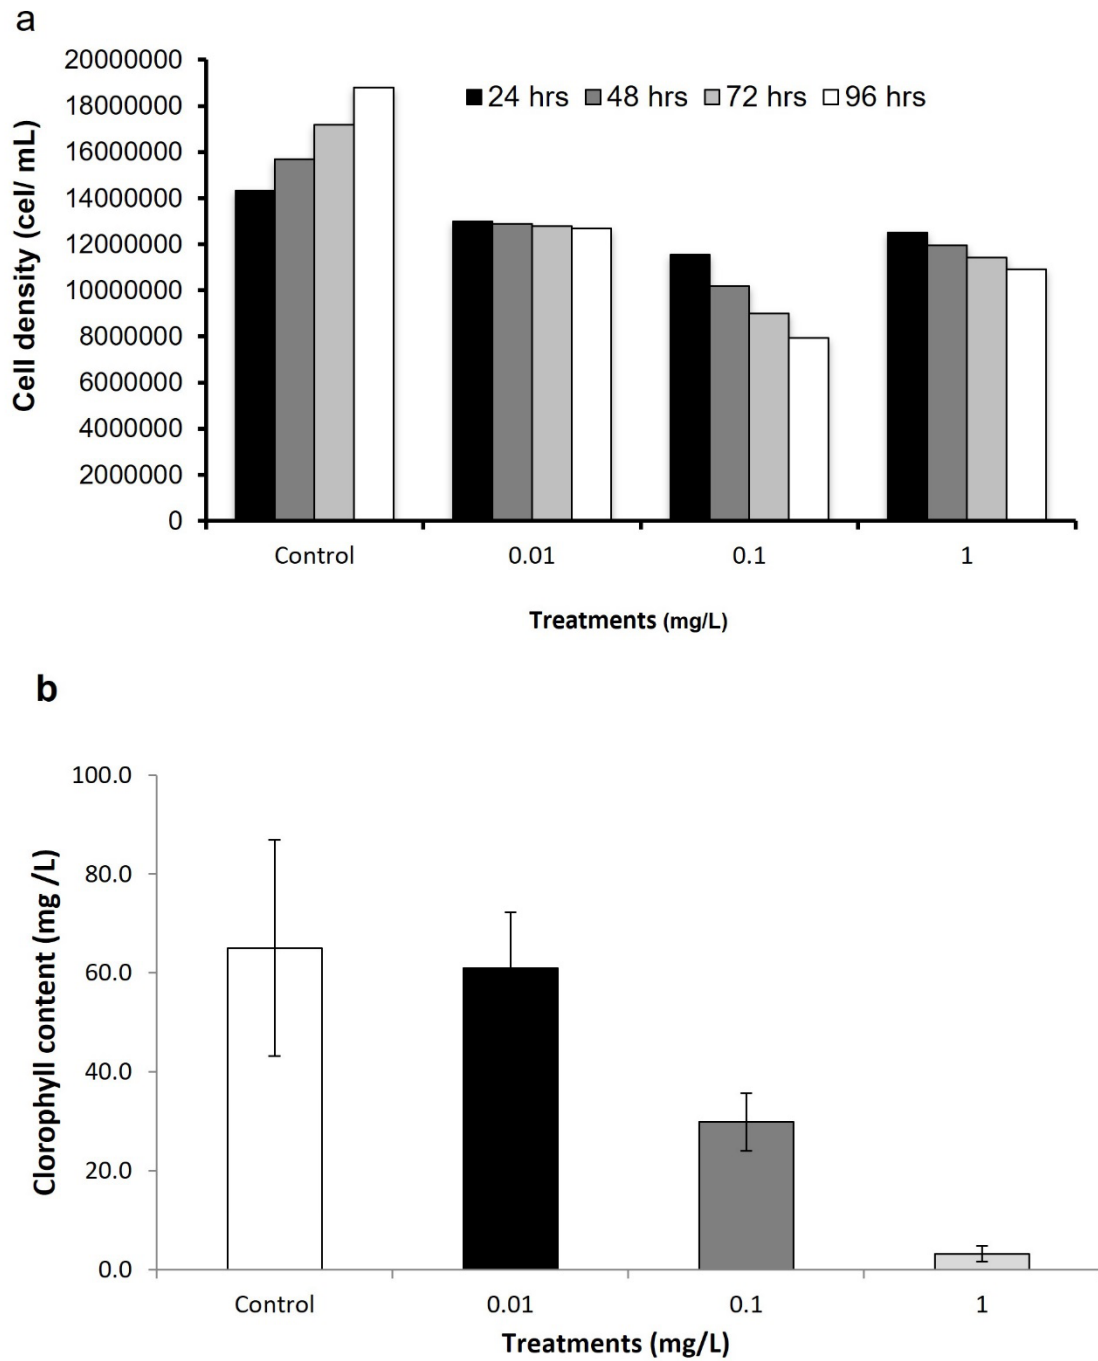 a
20000000
18000000
16000000
14000000
12000000
10000000
8000000
6000000
4000000
2000000
0
Cell density (cel/ mL)
24 hrs 48 hrs 72 hrs 96 hrs
Control 0.01 0.1 1
Treatments (mg/L)
b
100.0
80.0
60.0
40.0
20.0
0.0
Clorophyll content (mg /L)
Control 0.01 0.1 1
Treatments (mg/L)